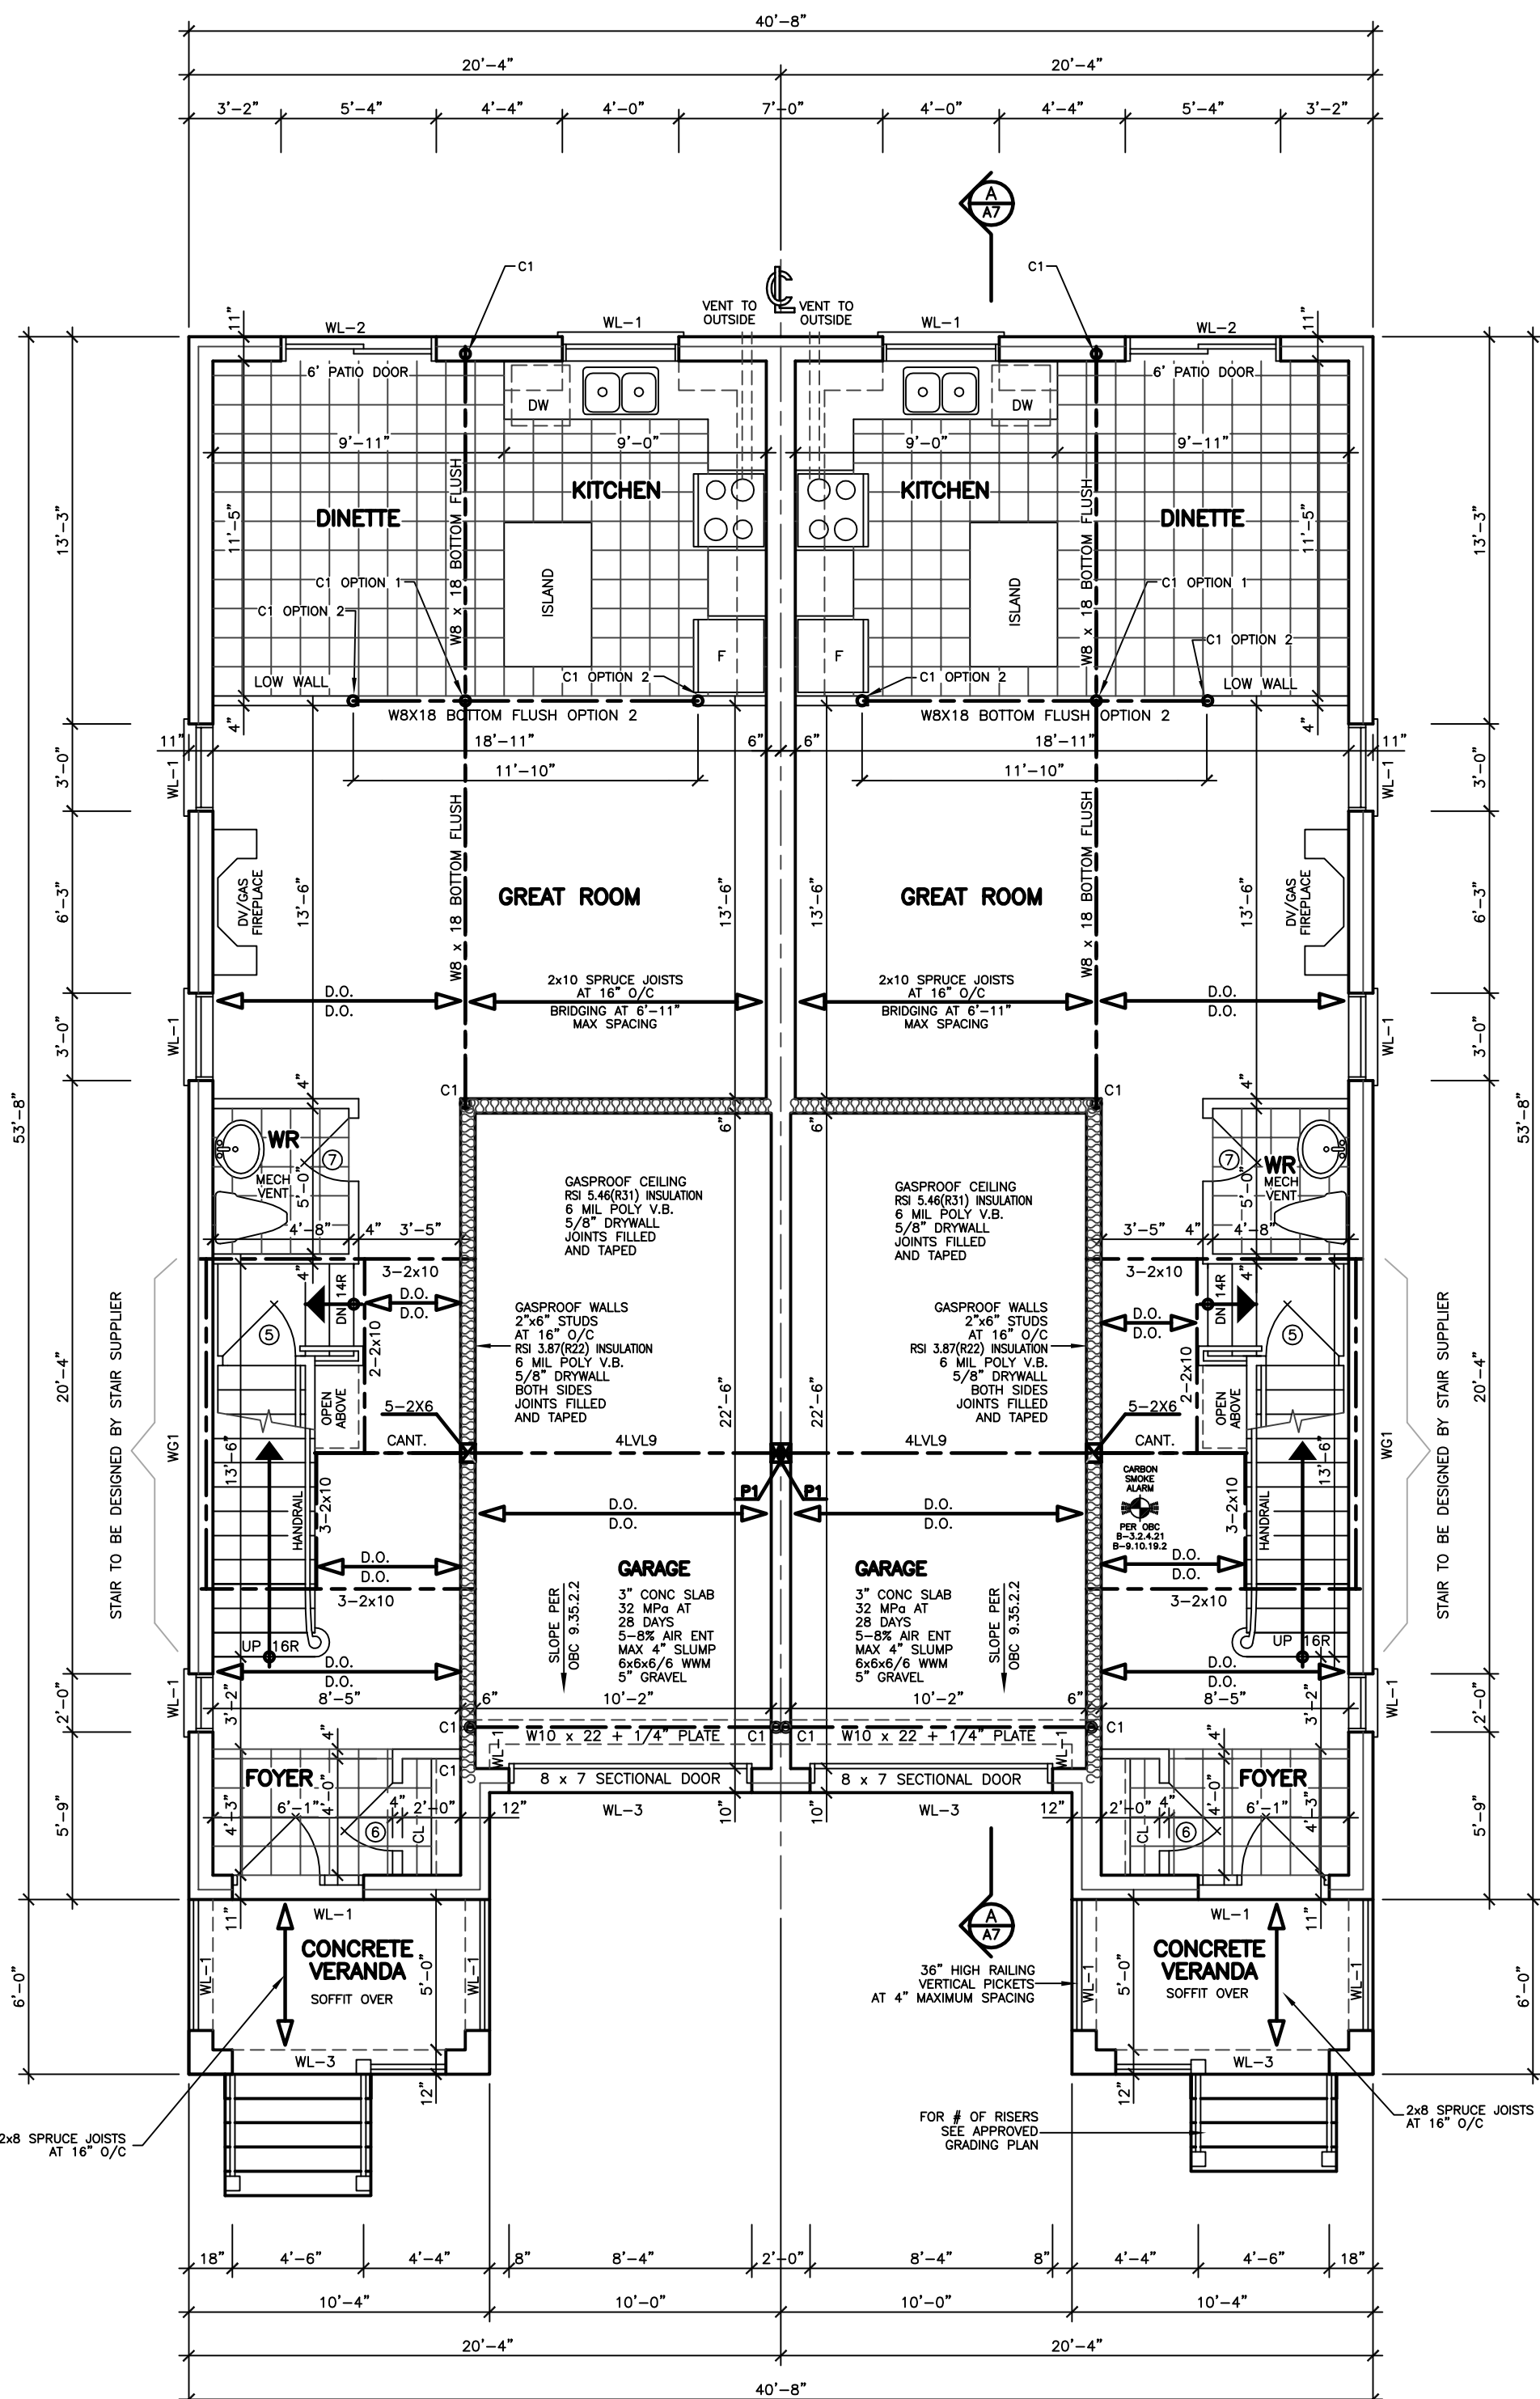 40'-8"
20'-4" 20'-4"
3'-2" 5'-4" 4'-4" 4'-0" 7'-0" 4'-0" 4'-4" 5'-4" 3'-2"
A
A7
C1 C1
CL
VENT TO
OUTSIDE
VENT TO
OUTSIDE
11" WL-2 WL-1 WL-1 WL-2 11"
6' PATIO DOOR 6' PATIO DOOR
DW DW
9'-11" 9'-0" 9'-0" 9'-11"
KITCHEN KITCHEN
DINETTE DINETTE
13'-3" 11'-5" W8 x 18 BOTTOM FLUSH W8 x 18 BOTTOM FLUSH 11'-5" 13'-3"
C1 OPTION 1 C1 OPTION 1
C1 OPTION 2 C1 OPTION 2
ISLAND ISLAND
F F
LOW WALL C1 OPTION 2 C1 OPTION 2 LOW WALL
4" W8X18 BOTTOM FLUSH OPTION 2 W8X18 BOTTOM FLUSH OPTION 2 4"
11" 18'-11" 6" 6" 18'-11" 11"
11'-10" 11'-10"
3'-0" WL-1 WL-1 3'-0"
W8 x 18 BOTTOM FLUSH W8 x 18 BOTTOM FLUSH
GREAT ROOM GREAT ROOM
6'-3" DV/GAS
FIREPLACE
13'-6" 13'-6" 13'-6" 13'-6"
DV/GAS
FIREPLACE
6'-3"
D.O.
D.O.
2x10 SPRUCE JOISTS
AT 16" O/C
BRIDGING AT 6'-11"
MAX SPACING
2x10 SPRUCE JOISTS
AT 16" O/C
BRIDGING AT 6'-11"
MAX SPACING
D.O.
D.O.
3'-0" WL-1 WL-1 3'-0"
53'-8" 53'-8"
4" C1 C1 4"
6" 6"
WR
MECH
VENT
5'-0"
7
WR
MECH
VENT
5'-0"
7
4'-8" 4" 3'-5" 3'-5" 4" 4'-8"
GASPROOF CEILING
RSI 5.46(R31) INSULATION
6 MIL POLY V.B.
5/8" DRYWALL
JOINTS FILLED
AND TAPED
GASPROOF CEILING
RSI 5.46(R31) INSULATION
6 MIL POLY V.B.
5/8" DRYWALL
JOINTS FILLED
AND TAPED
4" 3-2x10 3-2x10 4"
DN 14R DN 14R
D.O.
D.O.
D.O.
D.O.
5 5
2-2x10 2-2x10
GASPROOF WALLS
2"x6" STUDS
AT 16" O/C
RSI 3.87(R22) INSULATION
6 MIL POLY V.B.
5/8" DRYWALL
BOTH SIDES
JOINTS FILLED
AND TAPED
GASPROOF WALLS
2"x6" STUDS
AT 16" O/C
RSI 3.87(R22) INSULATION
6 MIL POLY V.B.
5/8" DRYWALL
BOTH SIDES
JOINTS FILLED
AND TAPED
20'-4" STAIR TO BE DESIGNED BY STAIR SUPPLIER STAIR TO BE DESIGNED BY STAIR SUPPLIER 20'-4"
OPEN
ABOVE
OPEN
ABOVE
5-2X6 22'-6" 22'-6" 5-2X6
WG1 13'-6" CANT. 4LVL9 4LVL9 CANT. 13'-6" WG1
P1 P1
CARBON
SMOKE
ALARM
PER OBC
B-3.2.4.21
B-9.10.19.2
HANDRAIL 3-2x10 3-2x10 HANDRAIL
D.O.
D.O.
D.O.
D.O.
D.O.
D.O.
D.O.
D.O.
3-2x10 3-2x10
GARAGE
3" CONC SLAB
32 MPa AT
28 DAYS
5-8% AIR ENT
MAX 4" SLUMP
6x6x6/6 WWM
5" GRAVEL
SLOPE PER
OBC 9.35.2.2
GARAGE
3" CONC SLAB
32 MPa AT
28 DAYS
5-8% AIR ENT
MAX 4" SLUMP
6x6x6/6 WWM
5" GRAVEL
SLOPE PER
OBC 9.35.2.2
UP 16R UP 16R
D.O.
D.O.
D.O.
D.O.
2'-0" WL-1 3'-2" 8'-5" 6" 10'-2" 10'-2" 6" 8'-5" 3'-2" WL-1 2'-0"
C1 W10 x 22 + 1/4" PLATE C1 C1 W10 x 22 + 1/4" PLATE C1
4" WL-1 WL-1 4"
C1
FOYER 8 x 7 SECTIONAL DOOR 8 x 7 SECTIONAL DOOR FOYER
5'-9" 4'-3" 6'-1" 4'-0" 4" 2'-0" 12" WL-3 10" 10" WL-3 12" 2'-0" 4" 4'-0" 6'-1" 4'-3" 5'-9"
6 CL CL 6
11" WL-1 WL-1 11"
A
A7
CONCRETE
VERANDA
SOFFIT OVER
CONCRETE
VERANDA
SOFFIT OVER
6'-0" WL-1 5'-0" WL-1 WL-1 5'-0" WL-1 6'-0"
36" HIGH RAILING
VERTICAL PICKETS
AT 4" MAXIMUM SPACING
WL-3 WL-3
12" 12"
2x8 SPRUCE JOISTS
AT 16" O/C
FOR # OF RISERS
SEE APPROVED
GRADING PLAN
2x8 SPRUCE JOISTS
AT 16" O/C
18" 4'-6" 4'-4" 8" 8'-4" 2'-0" 8'-4" 8" 4'-4" 4'-6" 18"
10'-4" 10'-0" 10'-0" 10'-4"
20'-4" 20'-4"
40'-8"